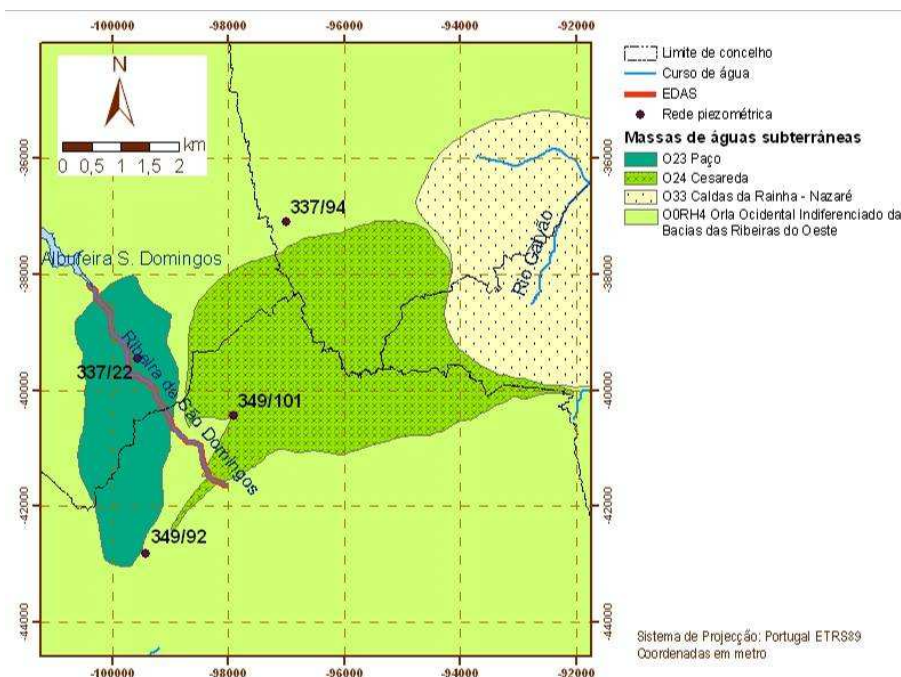 -100000 -98000 -96000 -94000 -92000
N
km
0 0,5 1 1,5 2
-36000 -36000
337/94
Rio Galvão
Albufeira S. Domingos
-38000 -38000
Ribeira de São Domingos
337/22
349/101
-40000 -40000
-42000 -42000
349/92
-44000 -44000
-100000 -98000 -96000 -94000 -92000
Limite de concelho
Curso de água
EDAS
Rede piezométrica
Massas de águas subterráneas
O23 Paço
O24 Cesareda
O33 Caldas da Rainha - Nazaré
O0RH4 Orla Ocidental Indiferenciado da
Bacias das Ribeiras do Oeste
Sistema de Projecção: Portugal ETRS89
Coordenadas em metro